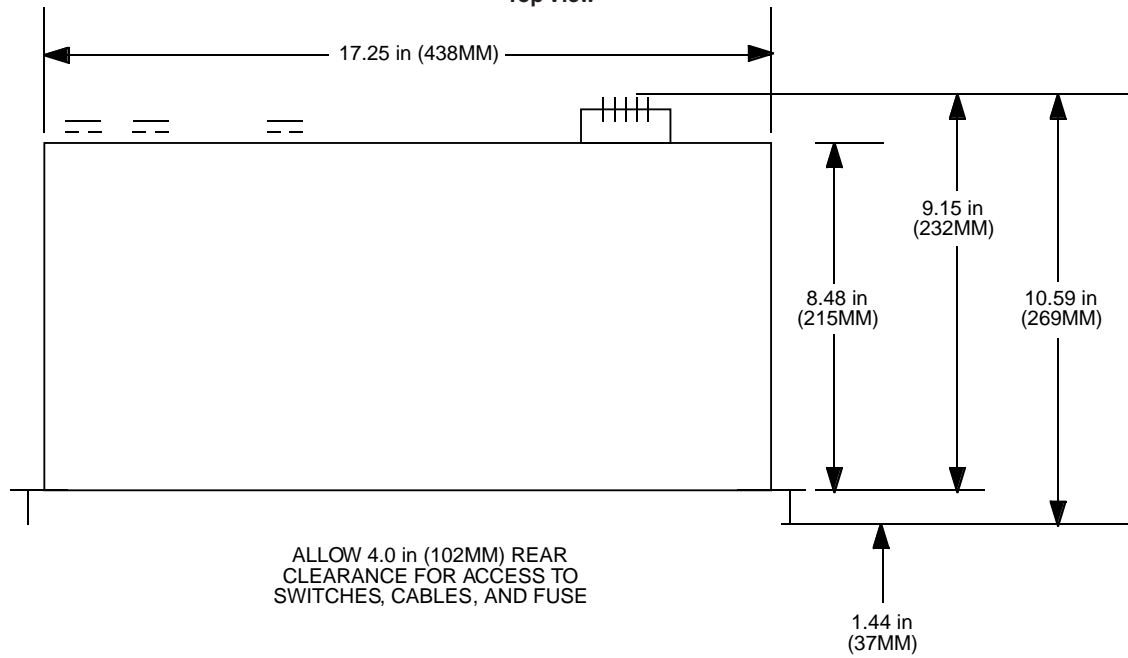 Top View
17.25 in (438MM)
9.15 in
(232MM)
8.48 in
(215MM)
10.59 in
(269MM)
ALLOW 4.0 in (102MM) REAR
CLEARANCE FOR ACCESS TO
SWITCHES, CABLES, AND FUSE
1.44 in
(37MM)